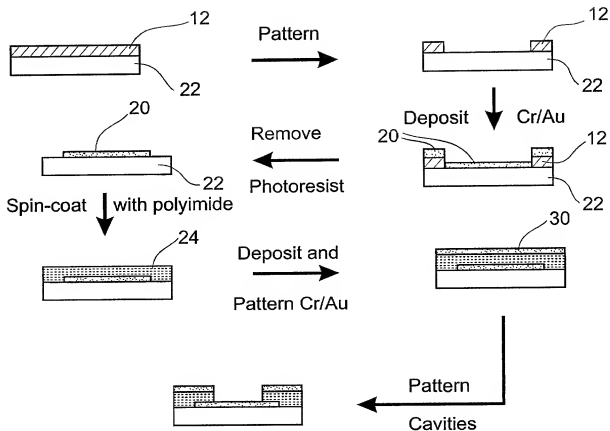 12
Pattern
12
22
22
Deposit Cr/Au
20
Remove
20
12
Photoresist
22
22
Spin-coat with polyimide
30
24
Deposit and
Pattern Cr/Au
Pattern
Cavities